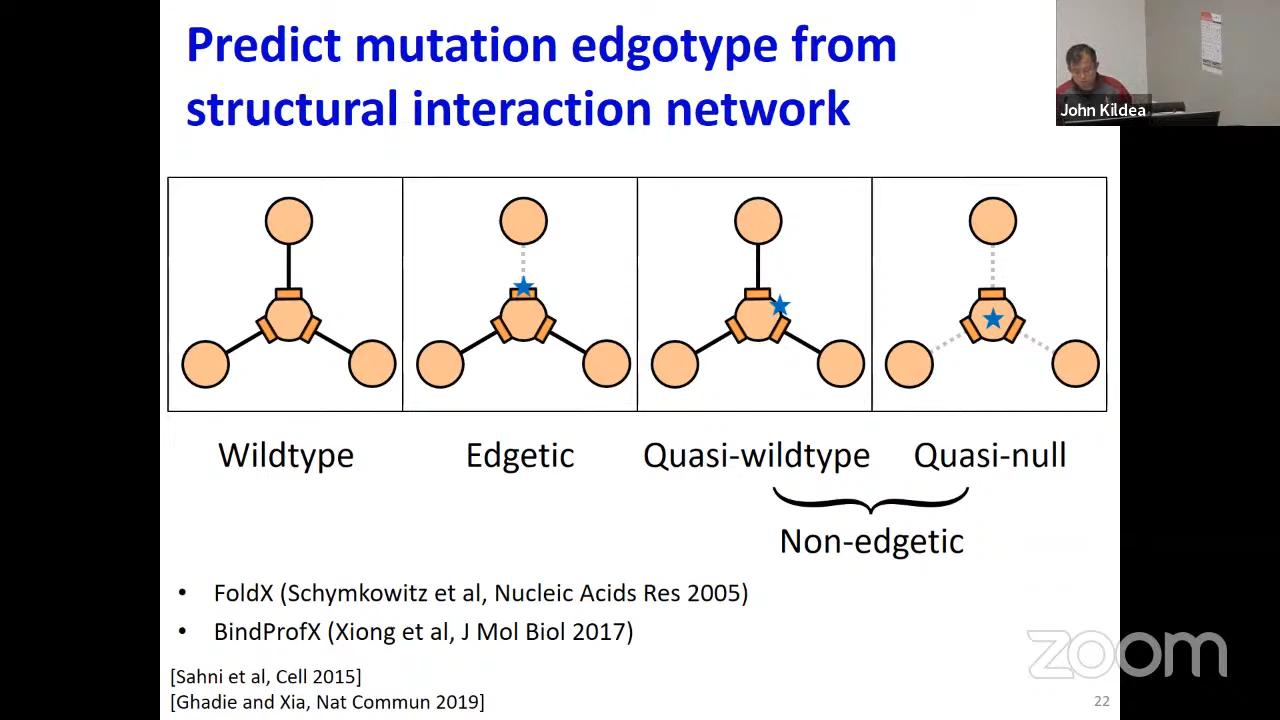 Predict mutation edgotype from
structural interaction network
John Kildea
Wildtype
Edgetic
Quasi-wildtype
Quasi-null
Non-edgetic
• FoldX (Schymkowitz et al, Nucleic Acids Res 2005)
• BindProfX (Xiong et al, J Mol Biol 2017)
[Sahni et al, Cell 2015]
[Ghadie and Xia, Nat Commun 2019]
22
zoom